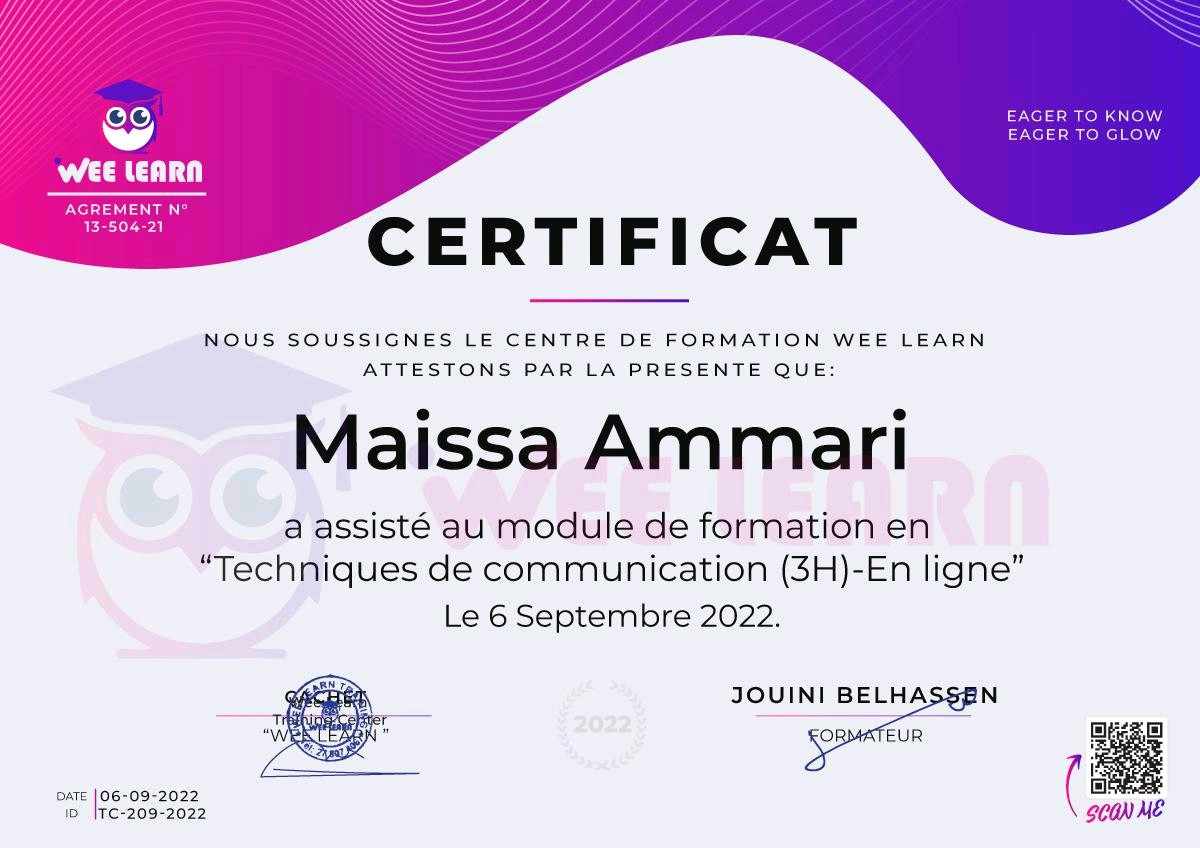 EAGER TO KNOW
EAGER TO GLOW
WEE LEARN
AGREMENT N°
13-504-21
CERTIFICAT
NOUS SOUSSIGNES LE CENTRE DE FORMATION WEE LEARN
ATTESTONS PAR LA PRESENTE QUE:
Maissa Ammari
WEE LEARN
a assisté au module de formation en
“Techniques de communication (3H)-En ligne”
Le 6 Septembre 2022.
CACHET
Wee Learn
Training Center
“WEE LEARN ”
2022
JOUINI BELHASSEN
FORMATEUR
SCAN ME
DATE 06-09-2022
ID TC-209-2022